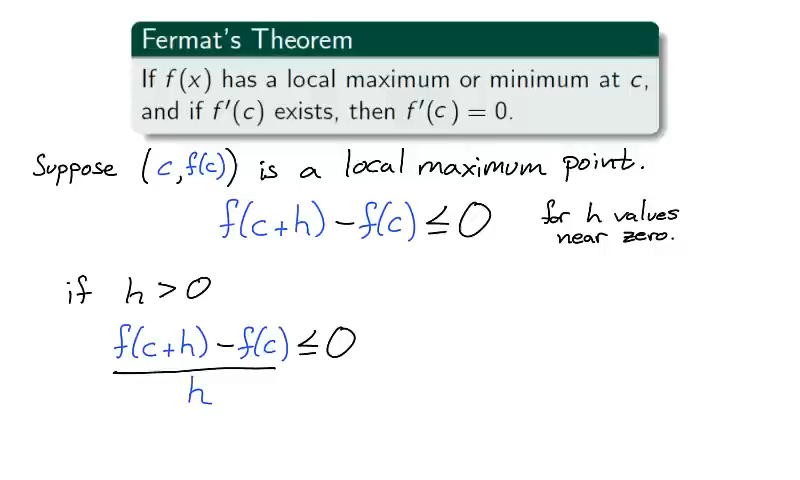 Fermat's Theorem
If f(x) has a local maximum or minimum at c,
and if f'(c) exists, then f'(c) = 0.
Suppose (c, f(c)) is a local maximum point.
f(c+h) − f(c) ≤ 0 for h values
near zero.
if h > 0
f(c+h) − f(c) ≤ 0
h